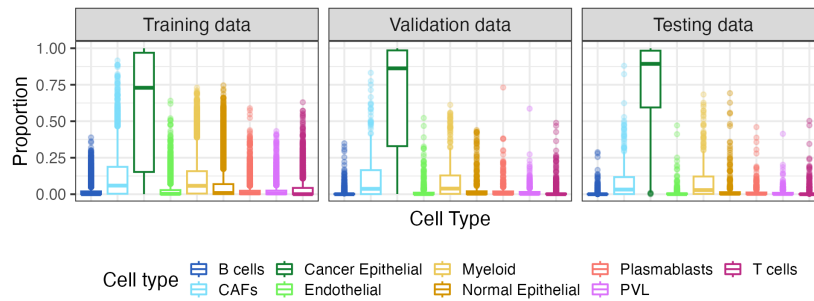 Training data
Validation data
Testing data
Proportion
1.00
0.75
0.50
0.25
0.00
Cell Type
Cell type
B cells
Cancer Epithelial
Myeloid
Plasmablasts
T cells
CAFs
Endothelial
Normal Epithelial
PVL